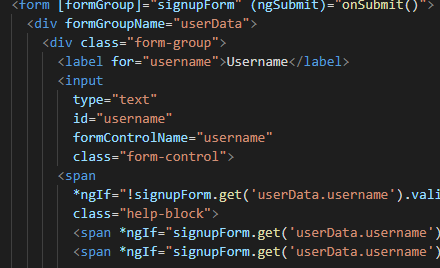 <form [formGroup]="signupForm" (ngSubmit)="onSubmit()">
<div formGroupName="userData">
<div class="form-group">
<label for="username">Username</label>
<input
type="text"
id="username"
formControlName="username"
class="form-control">
<span
*ngIf="!signupForm.get('userData.username').vali
class="help-block">
<span *ngIf="signupForm.get('userData.username')
<span *ngIf="signupForm.get('userData.username')